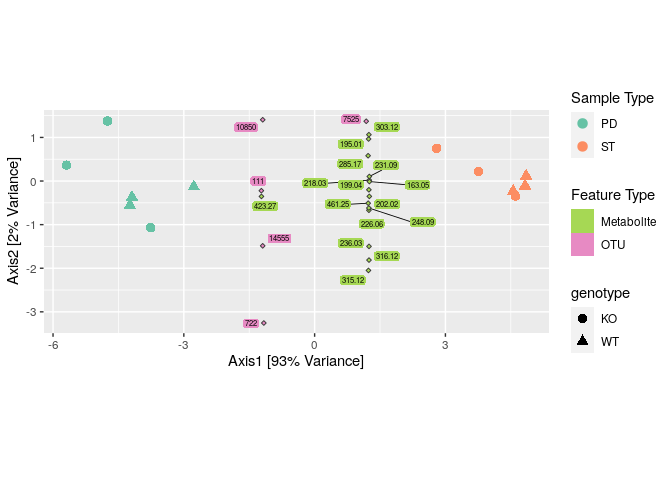 Sample Type
PD
ST
Feature Type
Metabolite
OTU
genotype
KO
WT
Axis2 [2% Variance]
1
0
-1
-2
-3
10850
7525
303.12
195.01
285.17
231.09
111
218.03
199.04
163.05
423.27
461.25
202.02
226.06
248.09
14555
236.03
316.12
315.12
722
-6
-3
0
3
Axis1 [93% Variance]